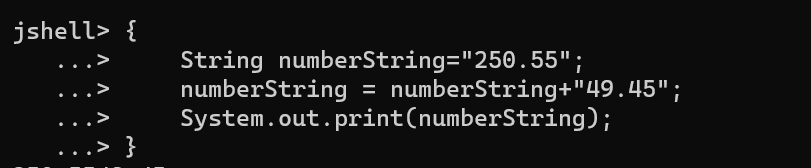 jshell> {
   ...>     String numberString="250.55";
   ...>     numberString = numberString+"49.45";
   ...>     System.out.print(numberString);
   ...> }